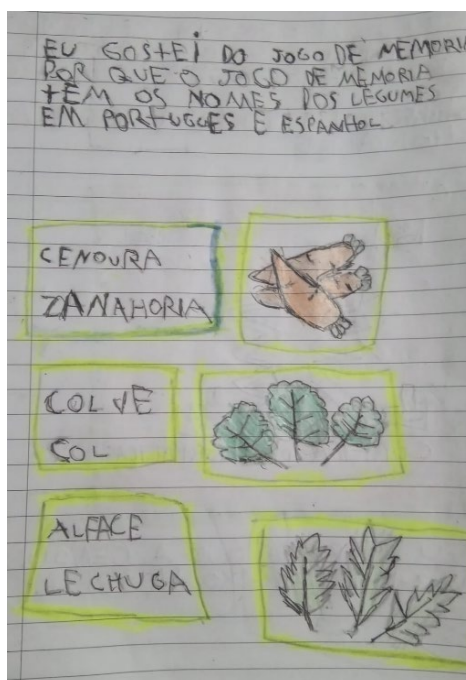 EU GOSTEI DO JOGO DE MEMORIA
POR QUE O JOGO DE MEMORIA
TEM OS NOMES DOS LEGUMES
EM PORTUGUES E ESPANHOL
CENOURA
ZANAHORIA
COLVE
COL
ALFACE
LECHUGA